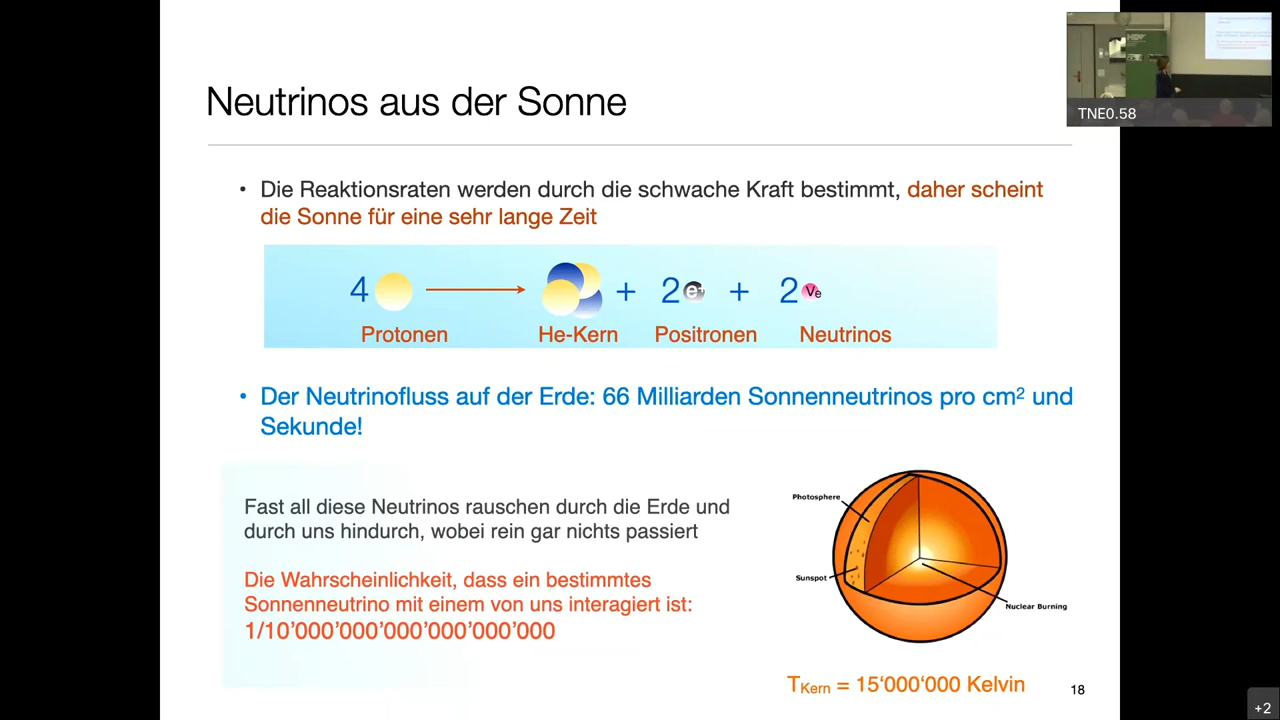 TNE0.58
Neutrinos aus der Sonne
• Die Reaktionsraten werden durch die schwache Kraft bestimmt, daher scheint
die Sonne für eine sehr lange Zeit
4 + 2 e⁺ + 2 νe
Protonen He-Kern Positronen Neutrinos
• Der Neutrinofluss auf der Erde: 66 Milliarden Sonnenneutrinos pro cm² und
Sekunde!
Fast all diese Neutrinos rauschen durch die Erde und
durch uns hindurch, wobei rein gar nichts passiert
Die Wahrscheinlichkeit, dass ein bestimmtes
Sonnenneutrino mit einem von uns interagiert ist:
1/10’000’000’000’000’000’000
Photosphere
Sunspot
Nuclear Burning
TKern = 15‘000‘000 Kelvin
18
+2